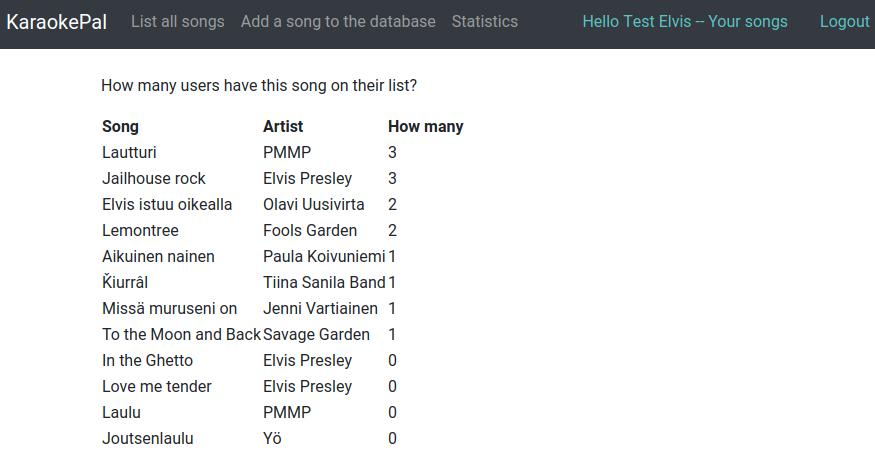 KaraokePal List all songs Add a song to the database Statistics Hello Test Elvis -- Your songs Logout
How many users have this song on their list?
Song Artist How many
Lautturi PMMP 3
Jailhouse rock Elvis Presley 3
Elvis istuu oikealla Olavi Uusivirta 2
Lemontree Fools Garden 2
Aikuinen nainen Paula Koivuniemi 1
Ǩiurrâl Tiina Sanila Band 1
Missä muruseni on Jenni Vartiainen 1
To the Moon and Back Savage Garden 1
In the Ghetto Elvis Presley 0
Love me tender Elvis Presley 0
Laulu PMMP 0
Joutsenlaulu Yö 0